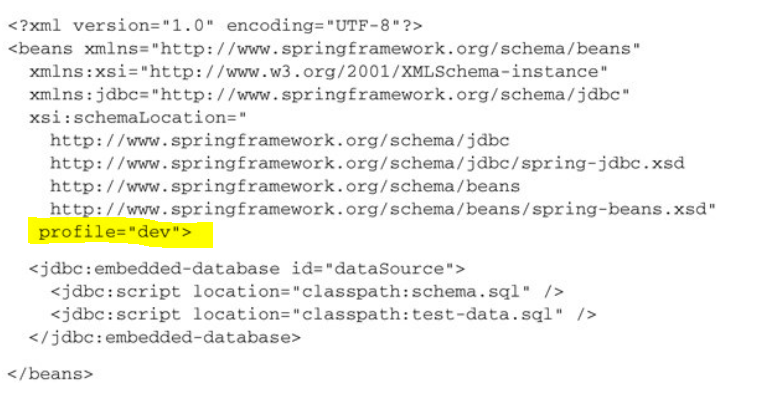 <?xml version="1.0" encoding="UTF-8"?>
<beans xmlns="http://www.springframework.org/schema/beans"
xmlns:xsi="http://www.w3.org/2001/XMLSchema-instance"
xmlns:jdbc="http://www.springframework.org/schema/jdbc"
xsi:schemaLocation="
http://www.springframework.org/schema/jdbc
http://www.springframework.org/schema/jdbc/spring-jdbc.xsd
http://www.springframework.org/schema/beans
http://www.springframework.org/schema/beans/spring-beans.xsd"
profile="dev">
<jdbc:embedded-database id="dataSource">
<jdbc:script location="classpath:schema.sql" />
<jdbc:script location="classpath:test-data.sql" />
</jdbc:embedded-database>
</beans>